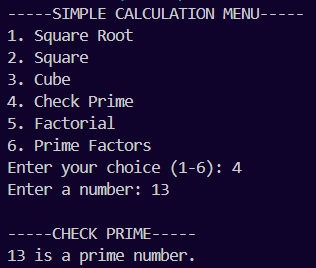 -----SIMPLE CALCULATION MENU-----
1. Square Root
2. Square
3. Cube
4. Check Prime
5. Factorial
6. Prime Factors
Enter your choice (1-6): 4
Enter a number: 13

-----CHECK PRIME-----
13 is a prime number.